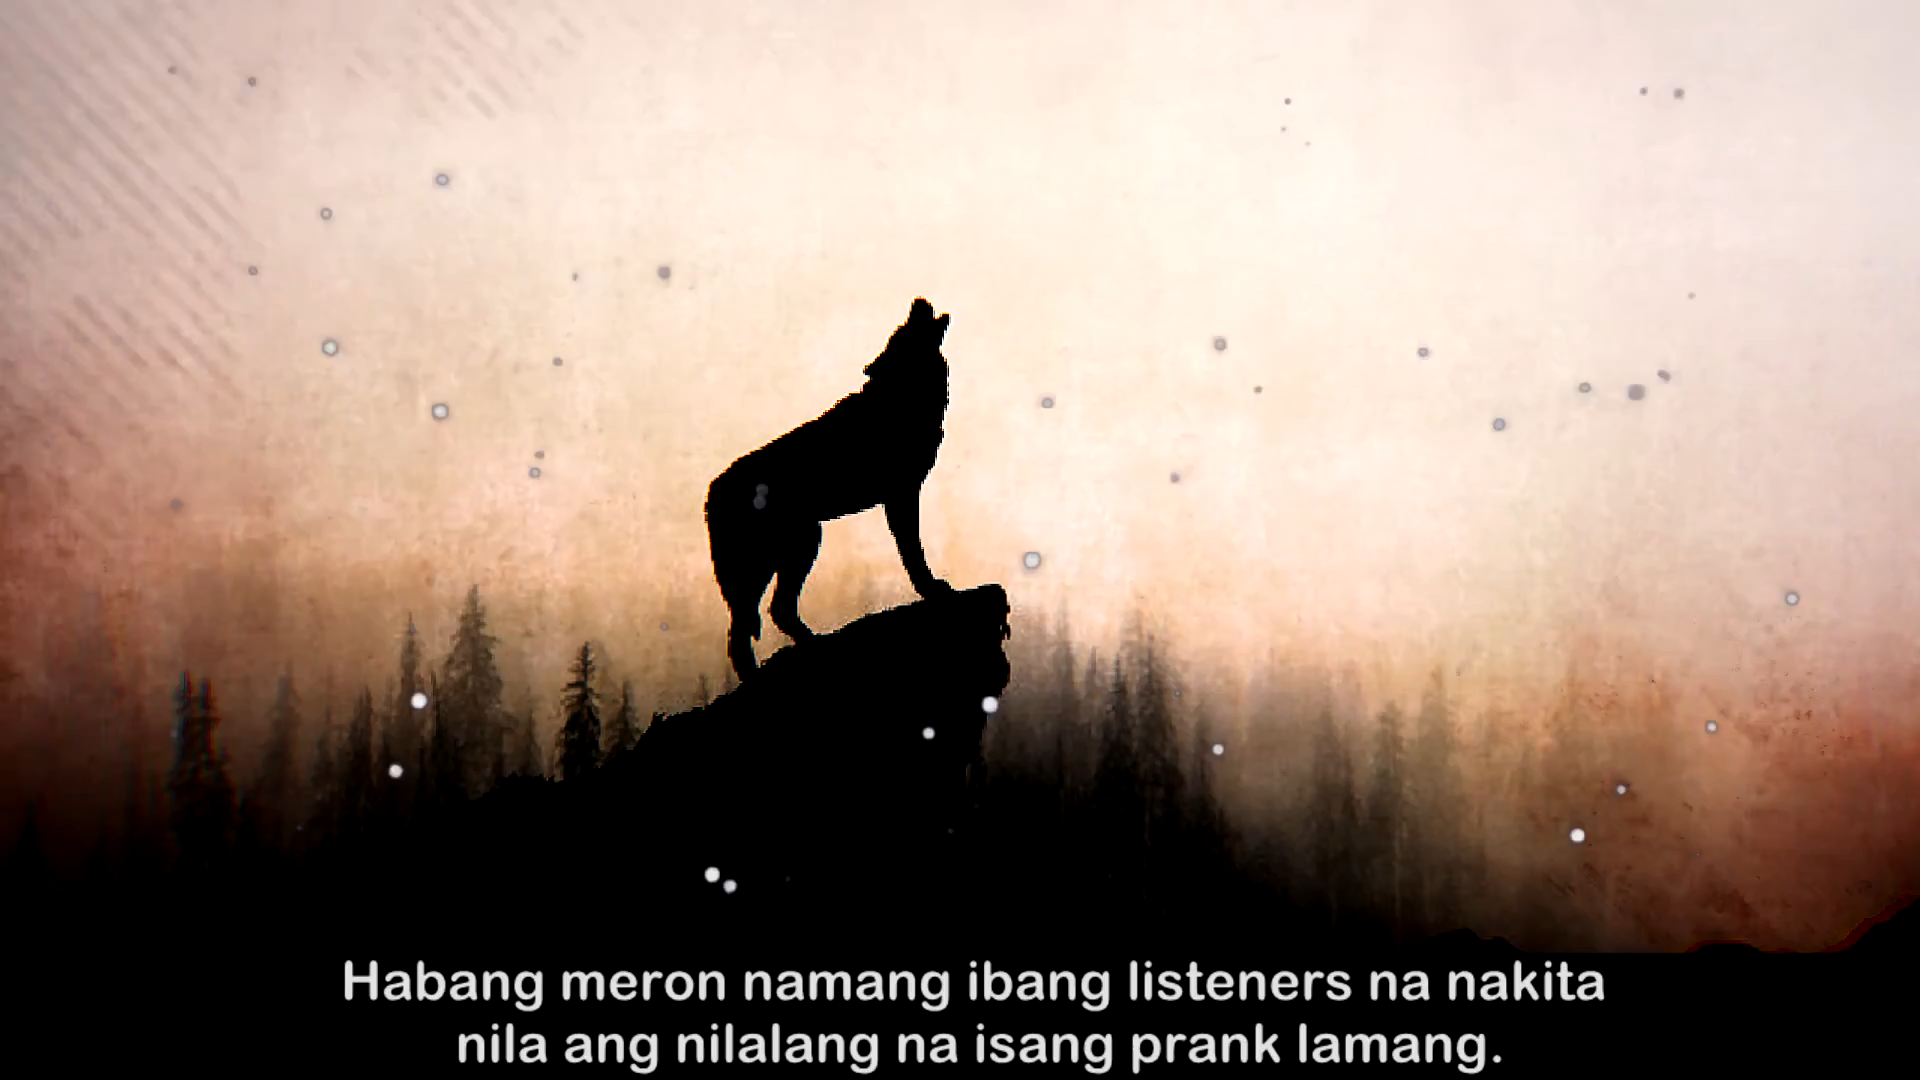 Habang meron namang ibang listeners na nakita
nila ang nilalang na isang prank lamang.